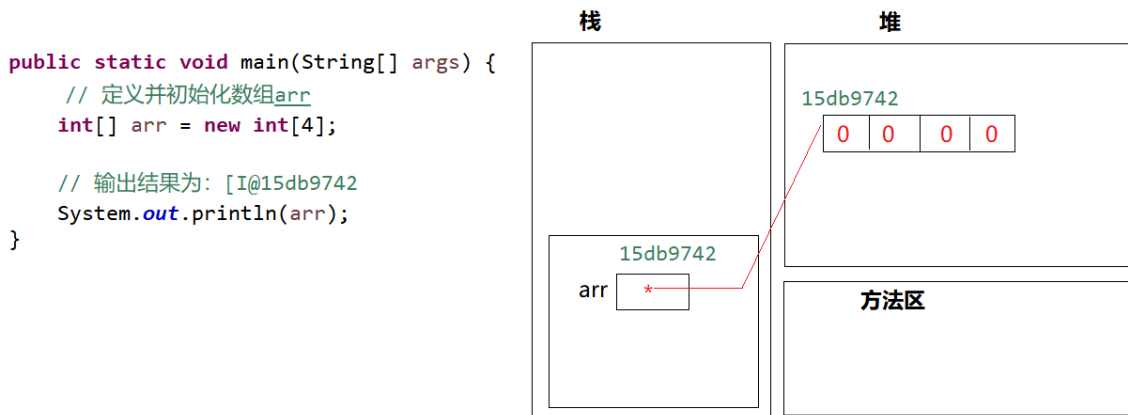 public static void main(String[] args) {
// 定义并初始化数组arr
int[] arr = new int[4];
// 输出结果为：[I@15db9742
System.out.println(arr);
}
栈
15db9742
arr
*
堆
15db9742
0 0 0 0
方法区